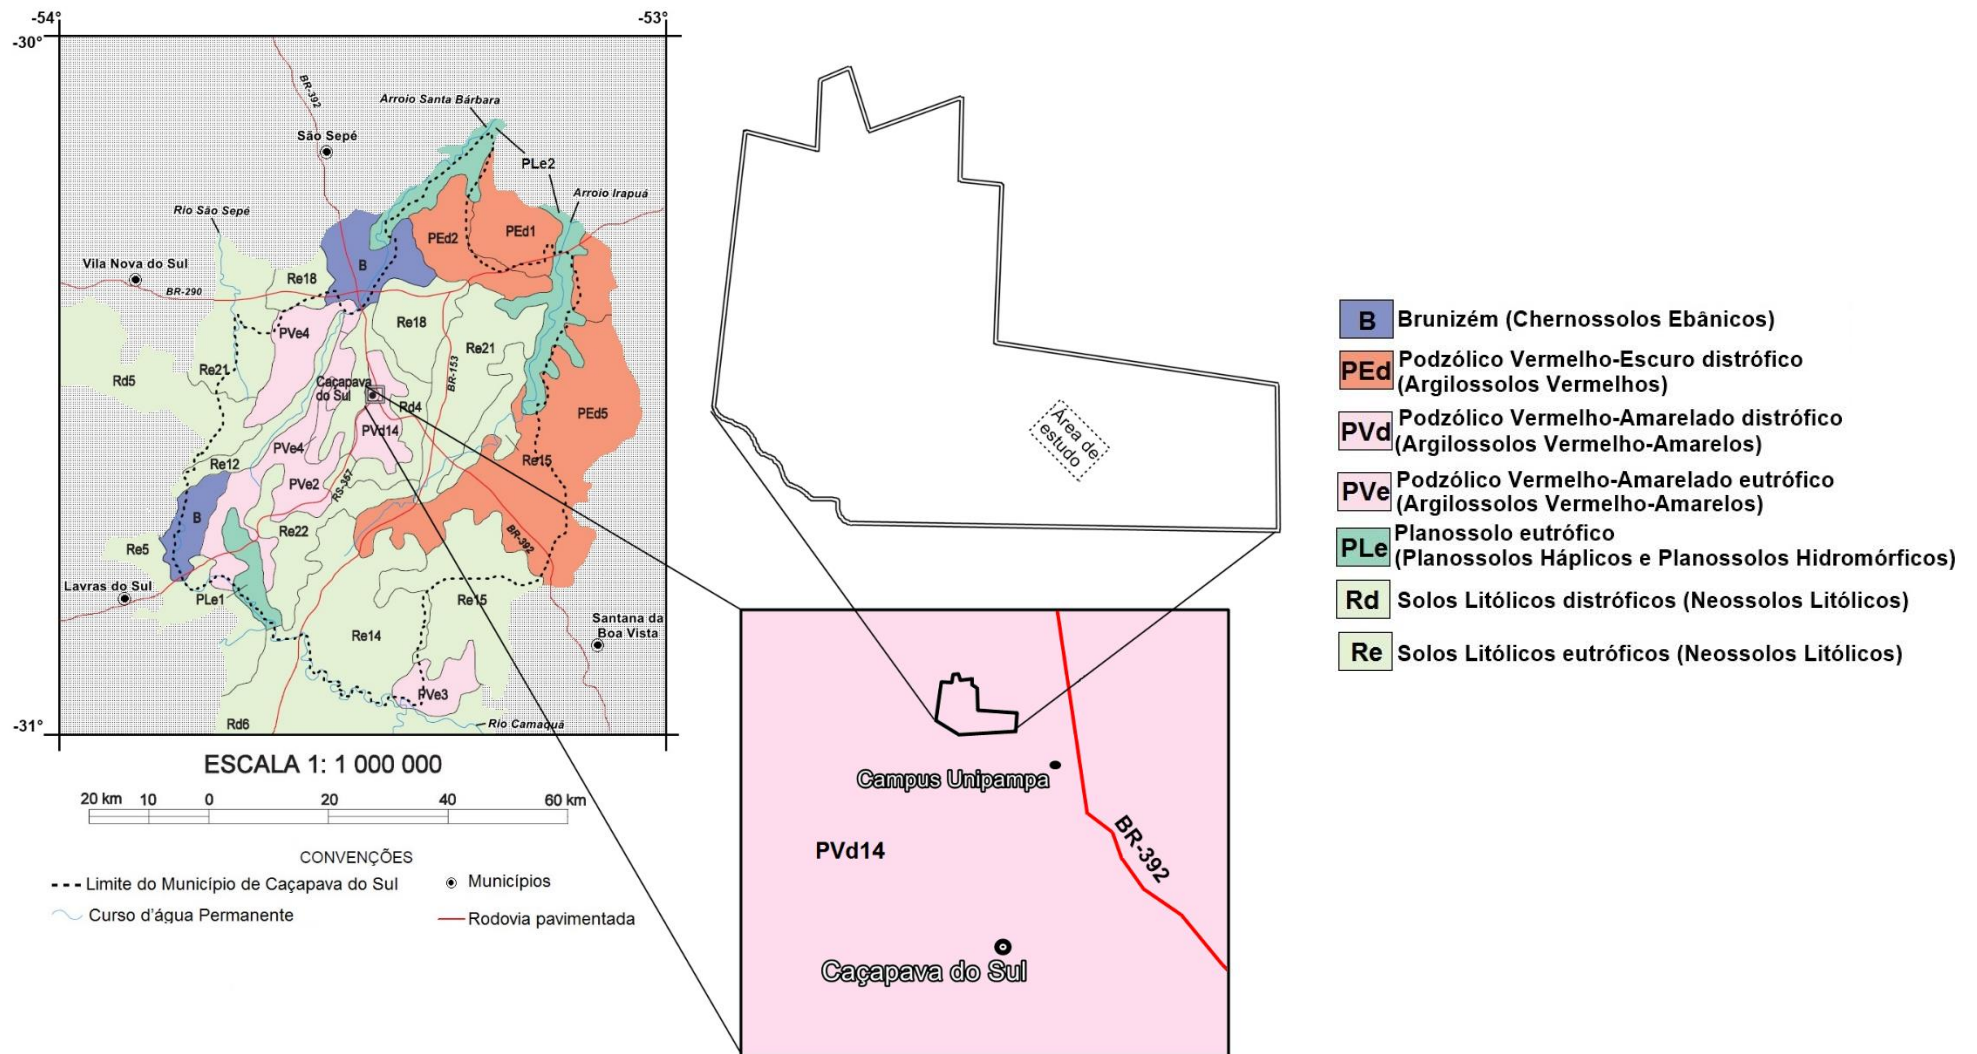 -54°
-53°
-30°
BR-392
Arroio Santa Bárbara
São Sepé
PLe2
Arroio Irapuá
Rio São Sepé
PEd2
PEd1
B
Vila Nova do Sul
Re18
BR-290
PVe4
Re18
Re21
Re21
BR-153
Rd5
Caçapava
do Sul
Rd4
PEd5
PVd14
PVe4
Re12
Re15
PVe2
RS-357
B
Re22
BR-392
Re5
Lavras do Sul
PLe1
Re15
Santana da
Boa Vista
Re14
PVe3
Rd6
Rio Camaquã
-31°
ESCALA 1: 1 000 000
20 km 10 0 20 40 60 km
CONVENÇÕES
Limite do Município de Caçapava do Sul
Municípios
Curso d'água Permanente
Rodovia pavimentada
Área de
estudo
Campus Unipampa
PVd14
BR-392
Caçapava do Sul
B Brunizém (Chernossolos Ebânicos)
PEd Podzólico Vermelho-Escuro distrófico
(Argilossolos Vermelhos)
PVd Podzólico Vermelho-Amarelado distrófico
(Argilossolos Vermelho-Amarelos)
PVe Podzólico Vermelho-Amarelado eutrófico
(Argilossolos Vermelho-Amarelos)
PLe Planossolo eutrófico
(Planossolos Háplicos e Planossolos Hidromórficos)
Rd Solos Litólicos distróficos (Neossolos Litólicos)
Re Solos Litólicos eutróficos (Neossolos Litólicos)